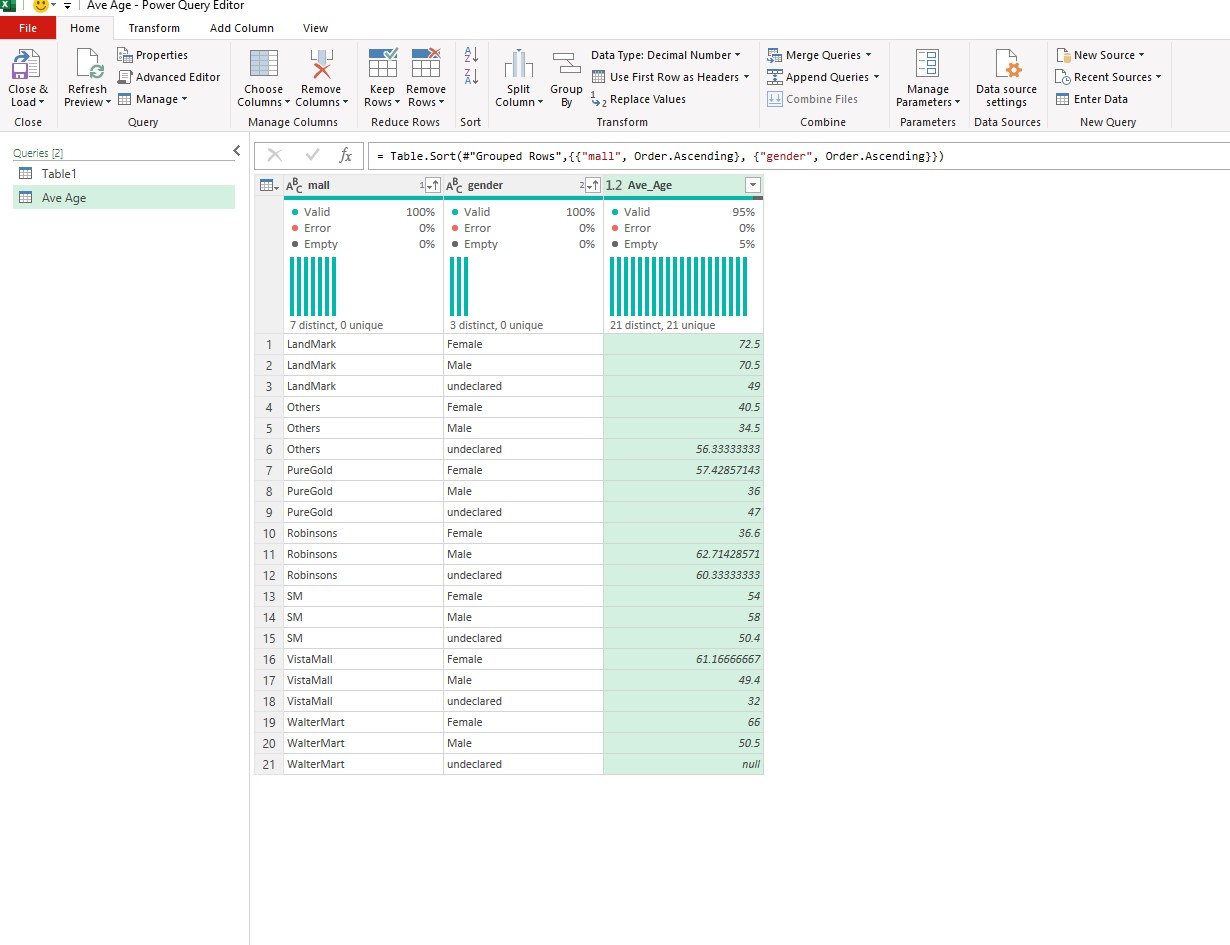 Ave Age - Power Query Editor
File Home Transform Add Column View
Close & Load
Refresh Preview
Properties
Advanced Editor
Manage
Choose Columns
Remove Columns
Keep Rows
Remove Rows
Split Column
Group By
Data Type: Decimal Number
Use First Row as Headers
Replace Values
Merge Queries
Append Queries
Combine Files
Manage Parameters
Data source settings
New Source
Recent Sources
Enter Data
Close Query Manage Columns Reduce Rows Sort Transform Combine Parameters Data Sources New Query
Queries [2]
Table1
Ave Age
fx = Table.Sort(#"Grouped Rows",{{"mall", Order.Ascending}, {"gender", Order.Ascending}})
ABC mall 1 ABC gender 2 1.2 Ave_Age
Valid 100% Valid 100% Valid 95%
Error 0% Error 0% Error 0%
Empty 0% Empty 0% Empty 5%
7 distinct, 0 unique 3 distinct, 0 unique 21 distinct, 21 unique
1 LandMark Female 72.5
2 LandMark Male 70.5
3 LandMark undeclared 49
4 Others Female 40.5
5 Others Male 34.5
6 Others undeclared 56.33333333
7 PureGold Female 57.42857143
8 PureGold Male 36
9 PureGold undeclared 47
10 Robinsons Female 36.6
11 Robinsons Male 62.71428571
12 Robinsons undeclared 60.33333333
13 SM Female 54
14 SM Male 58
15 SM undeclared 50.4
16 VistaMall Female 61.16666667
17 VistaMall Male 49.4
18 VistaMall undeclared 32
19 WalterMart Female 66
20 WalterMart Male 50.5
21 WalterMart undeclared null